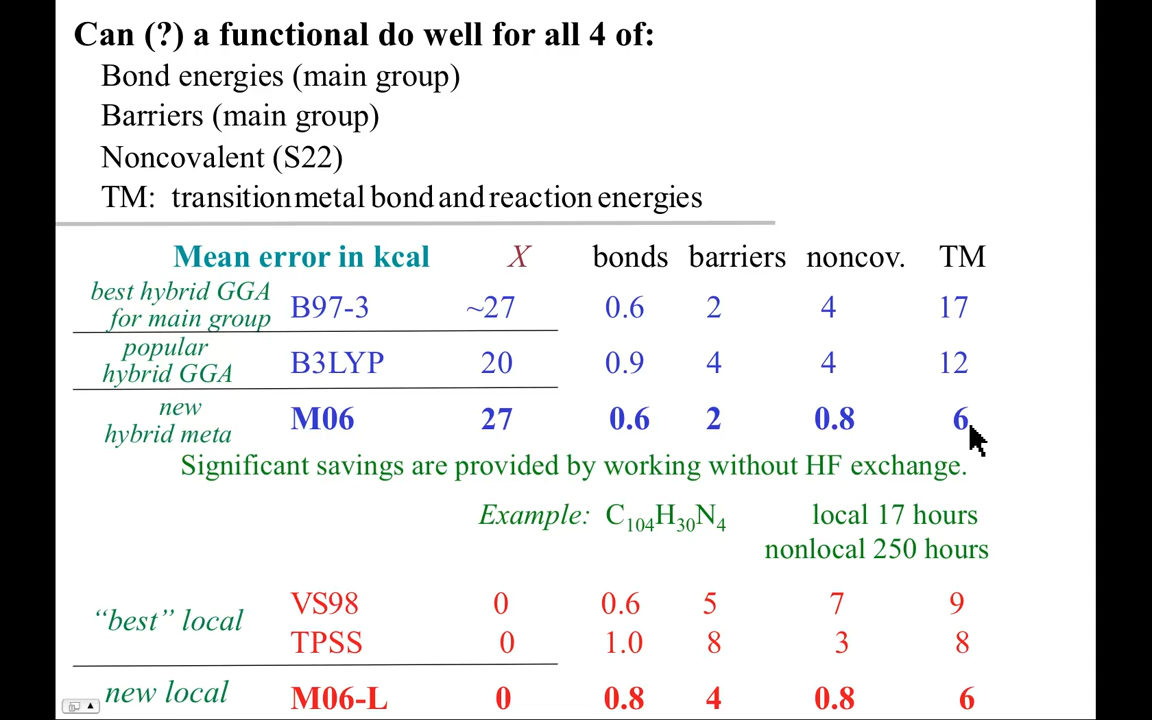 Can (?) a functional do well for all 4 of:
Bond energies (main group)
Barriers (main group)
Noncovalent (S22)
TM: transition metal bond and reaction energies
Mean error in kcal X bonds barriers noncov. TM
best hybrid GGA
for main group B97-3 ~27 0.6 2 4 17
popular
hybrid GGA B3LYP 20 0.9 4 4 12
new
hybrid meta M06 27 0.6 2 0.8 6
Significant savings are provided by working without HF exchange.
Example: C₁₀₄H₃₀N₄ local 17 hours
nonlocal 250 hours
"best" local VS98 0 0.6 5 7 9
TPSS 0 1.0 8 3 8
new local M06-L 0 0.8 4 0.8 6